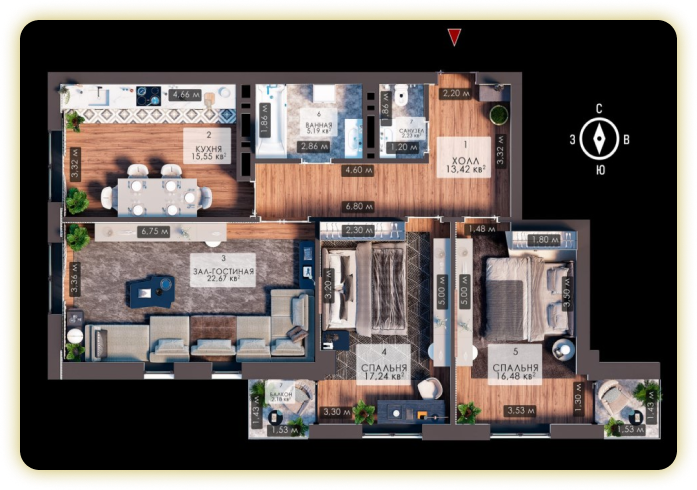 С
З В
Ю
4.66 м
2
КУХНЯ
15,55 кв²
3.32 м
1.86 м
6
ВАННАЯ
5,19 кв²
2.86 м
1.86 м
7
САНУЗЕЛ
2,23 кв²
1.20 м
2,20 м
1
ХОЛЛ
13,42 кв²
3.32 м
4.60 м
6.80 м
6,75 м
3
ЗАЛ-ГОСТИНАЯ
22,67 кв²
3.36 м
2,30 м
3,20 м
5.00 м
4
СПАЛЬНЯ
17,24 кв²
3,30 м
1.48 м
1.80 м
5.00 м
3.50 м
5
СПАЛЬНЯ
16,48 кв²
3.53 м
1.30 м
БАЛКОН
1.43 м
1.53 м
1.43 м
1.53 м